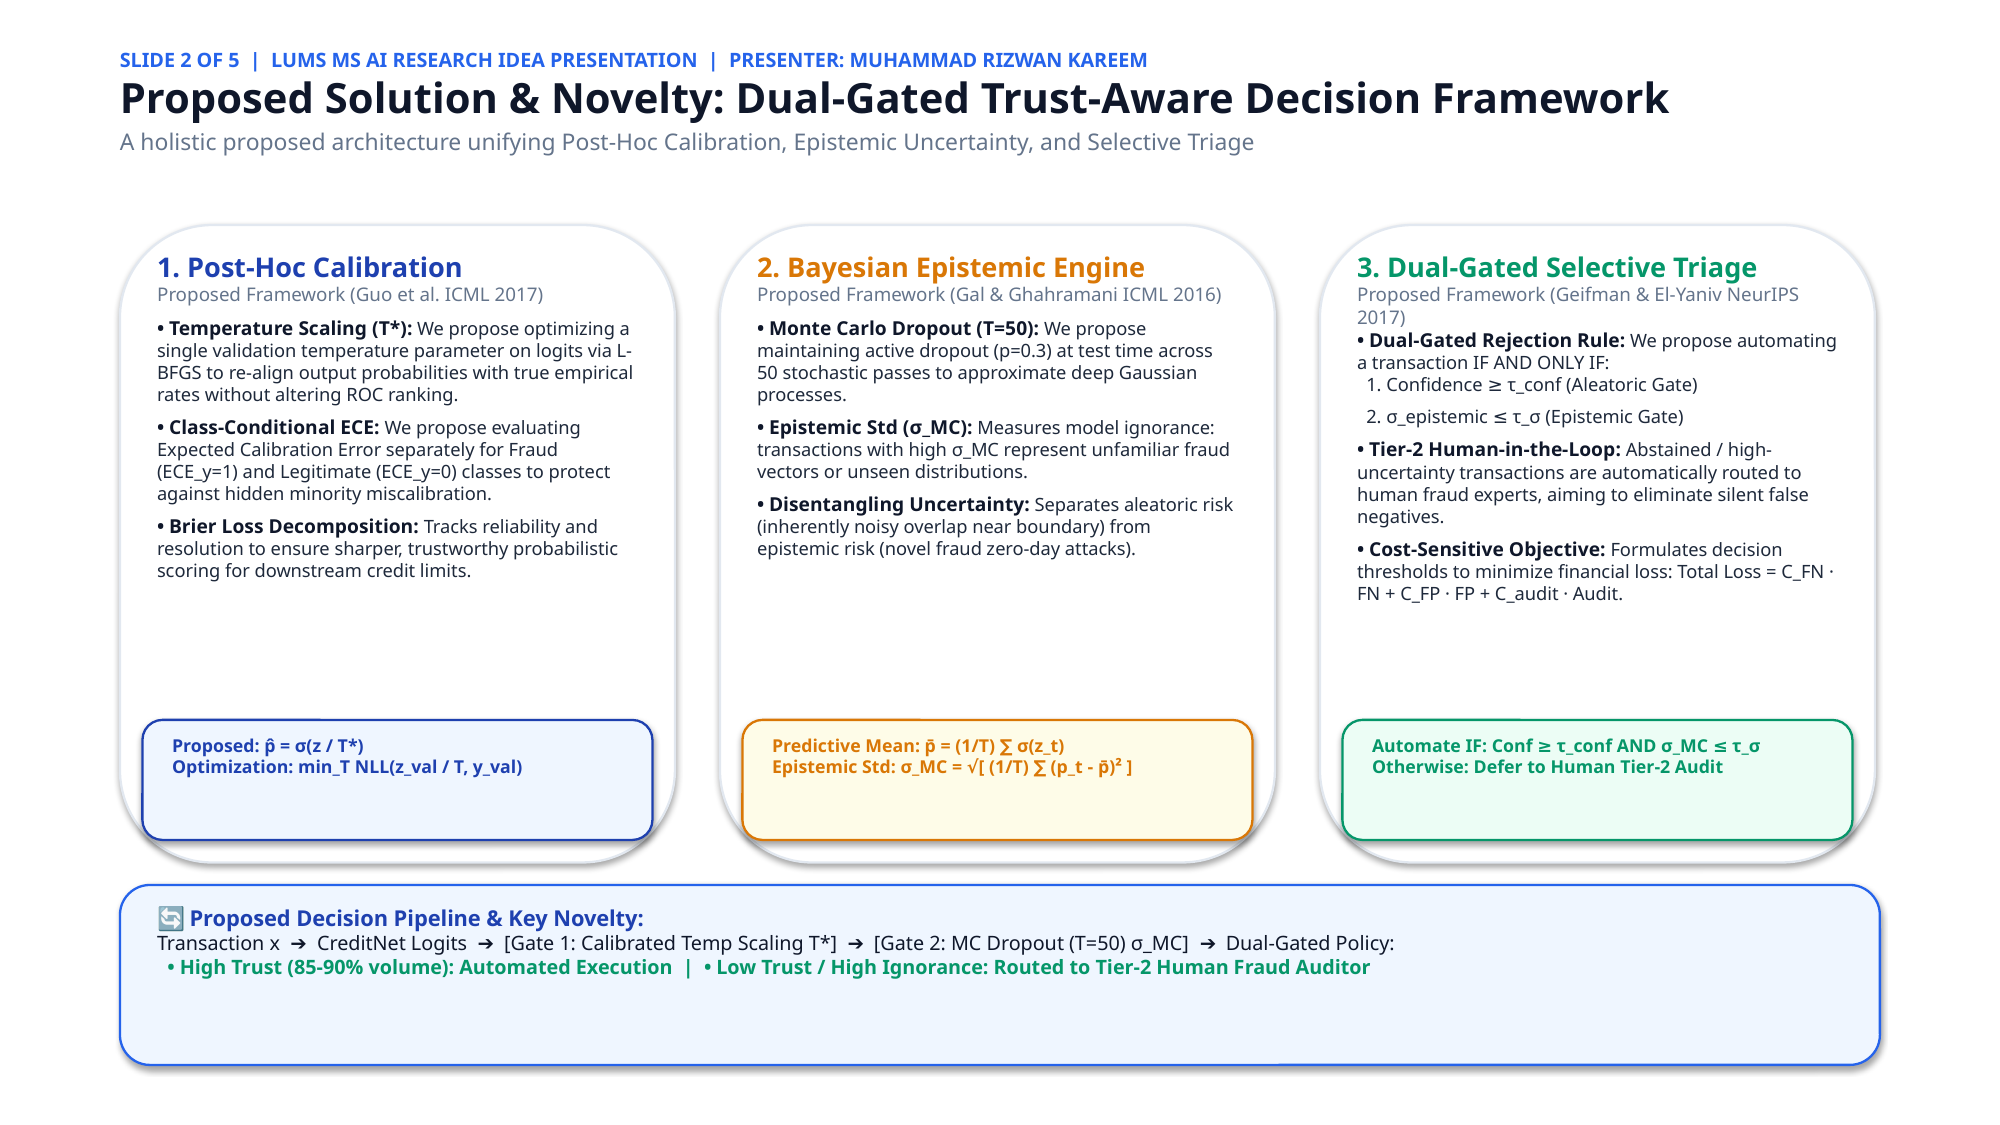 SLIDE 2 OF 5 | LUMS MS AI RESEARCH IDEA PRESENTATION | PRESENTER: MUHAMMAD RIZWAN KAREEM
Proposed Solution & Novelty: Dual-Gated Trust-Aware Decision Framework
A holistic proposed architecture unifying Post-Hoc Calibration, Epistemic Uncertainty, and Selective Triage
1. Post-Hoc Calibration
Proposed Framework (Guo et al. ICML 2017)
• Temperature Scaling (T*): We propose optimizing a
single validation temperature parameter on logits via L-
BFGS to re-align output probabilities with true empirical
rates without altering ROC ranking.
• Class-Conditional ECE: We propose evaluating
Expected Calibration Error separately for Fraud
(ECE_y=1) and Legitimate (ECE_y=0) classes to protect
against hidden minority miscalibration.
• Brier Loss Decomposition: Tracks reliability and
resolution to ensure sharper, trustworthy probabilistic
scoring for downstream credit limits.
Proposed: p̂ = σ(z / T*)
Optimization: min_T NLL(z_val / T, y_val)
2. Bayesian Epistemic Engine
Proposed Framework (Gal & Ghahramani ICML 2016)
• Monte Carlo Dropout (T=50): We propose
maintaining active dropout (p=0.3) at test time across
50 stochastic passes to approximate deep Gaussian
processes.
• Epistemic Std (σ_MC): Measures model ignorance:
transactions with high σ_MC represent unfamiliar fraud
vectors or unseen distributions.
• Disentangling Uncertainty: Separates aleatoric risk
(inherently noisy overlap near boundary) from
epistemic risk (novel fraud zero-day attacks).
Predictive Mean: p̄ = (1/T) ∑ σ(z_t)
Epistemic Std: σ_MC = √[ (1/T) ∑ (p_t - p̄)² ]
3. Dual-Gated Selective Triage
Proposed Framework (Geifman & El-Yaniv NeurIPS
2017)
• Dual-Gated Rejection Rule: We propose automating
a transaction IF AND ONLY IF:
1. Confidence ≥ τ_conf (Aleatoric Gate)
2. σ_epistemic ≤ τ_σ (Epistemic Gate)
• Tier-2 Human-in-the-Loop: Abstained / high-
uncertainty transactions are automatically routed to
human fraud experts, aiming to eliminate silent false
negatives.
• Cost-Sensitive Objective: Formulates decision
thresholds to minimize financial loss: Total Loss = C_FN ·
FN + C_FP · FP + C_audit · Audit.
Automate IF: Conf ≥ τ_conf AND σ_MC ≤ τ_σ
Otherwise: Defer to Human Tier-2 Audit
🔄 Proposed Decision Pipeline & Key Novelty:
Transaction x ➔ CreditNet Logits ➔ [Gate 1: Calibrated Temp Scaling T*] ➔ [Gate 2: MC Dropout (T=50) σ_MC] ➔ Dual-Gated Policy:
• High Trust (85-90% volume): Automated Execution | • Low Trust / High Ignorance: Routed to Tier-2 Human Fraud Auditor